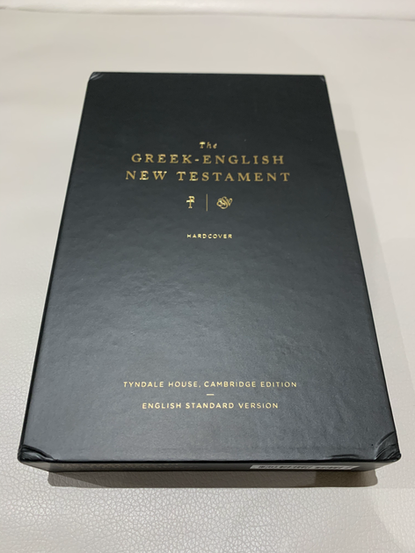 The
GREEK-ENGLISH
NEW TESTAMENT
HARDCOVER
TYNDALE HOUSE, CAMBRIDGE EDITION
ENGLISH STANDARD VERSION